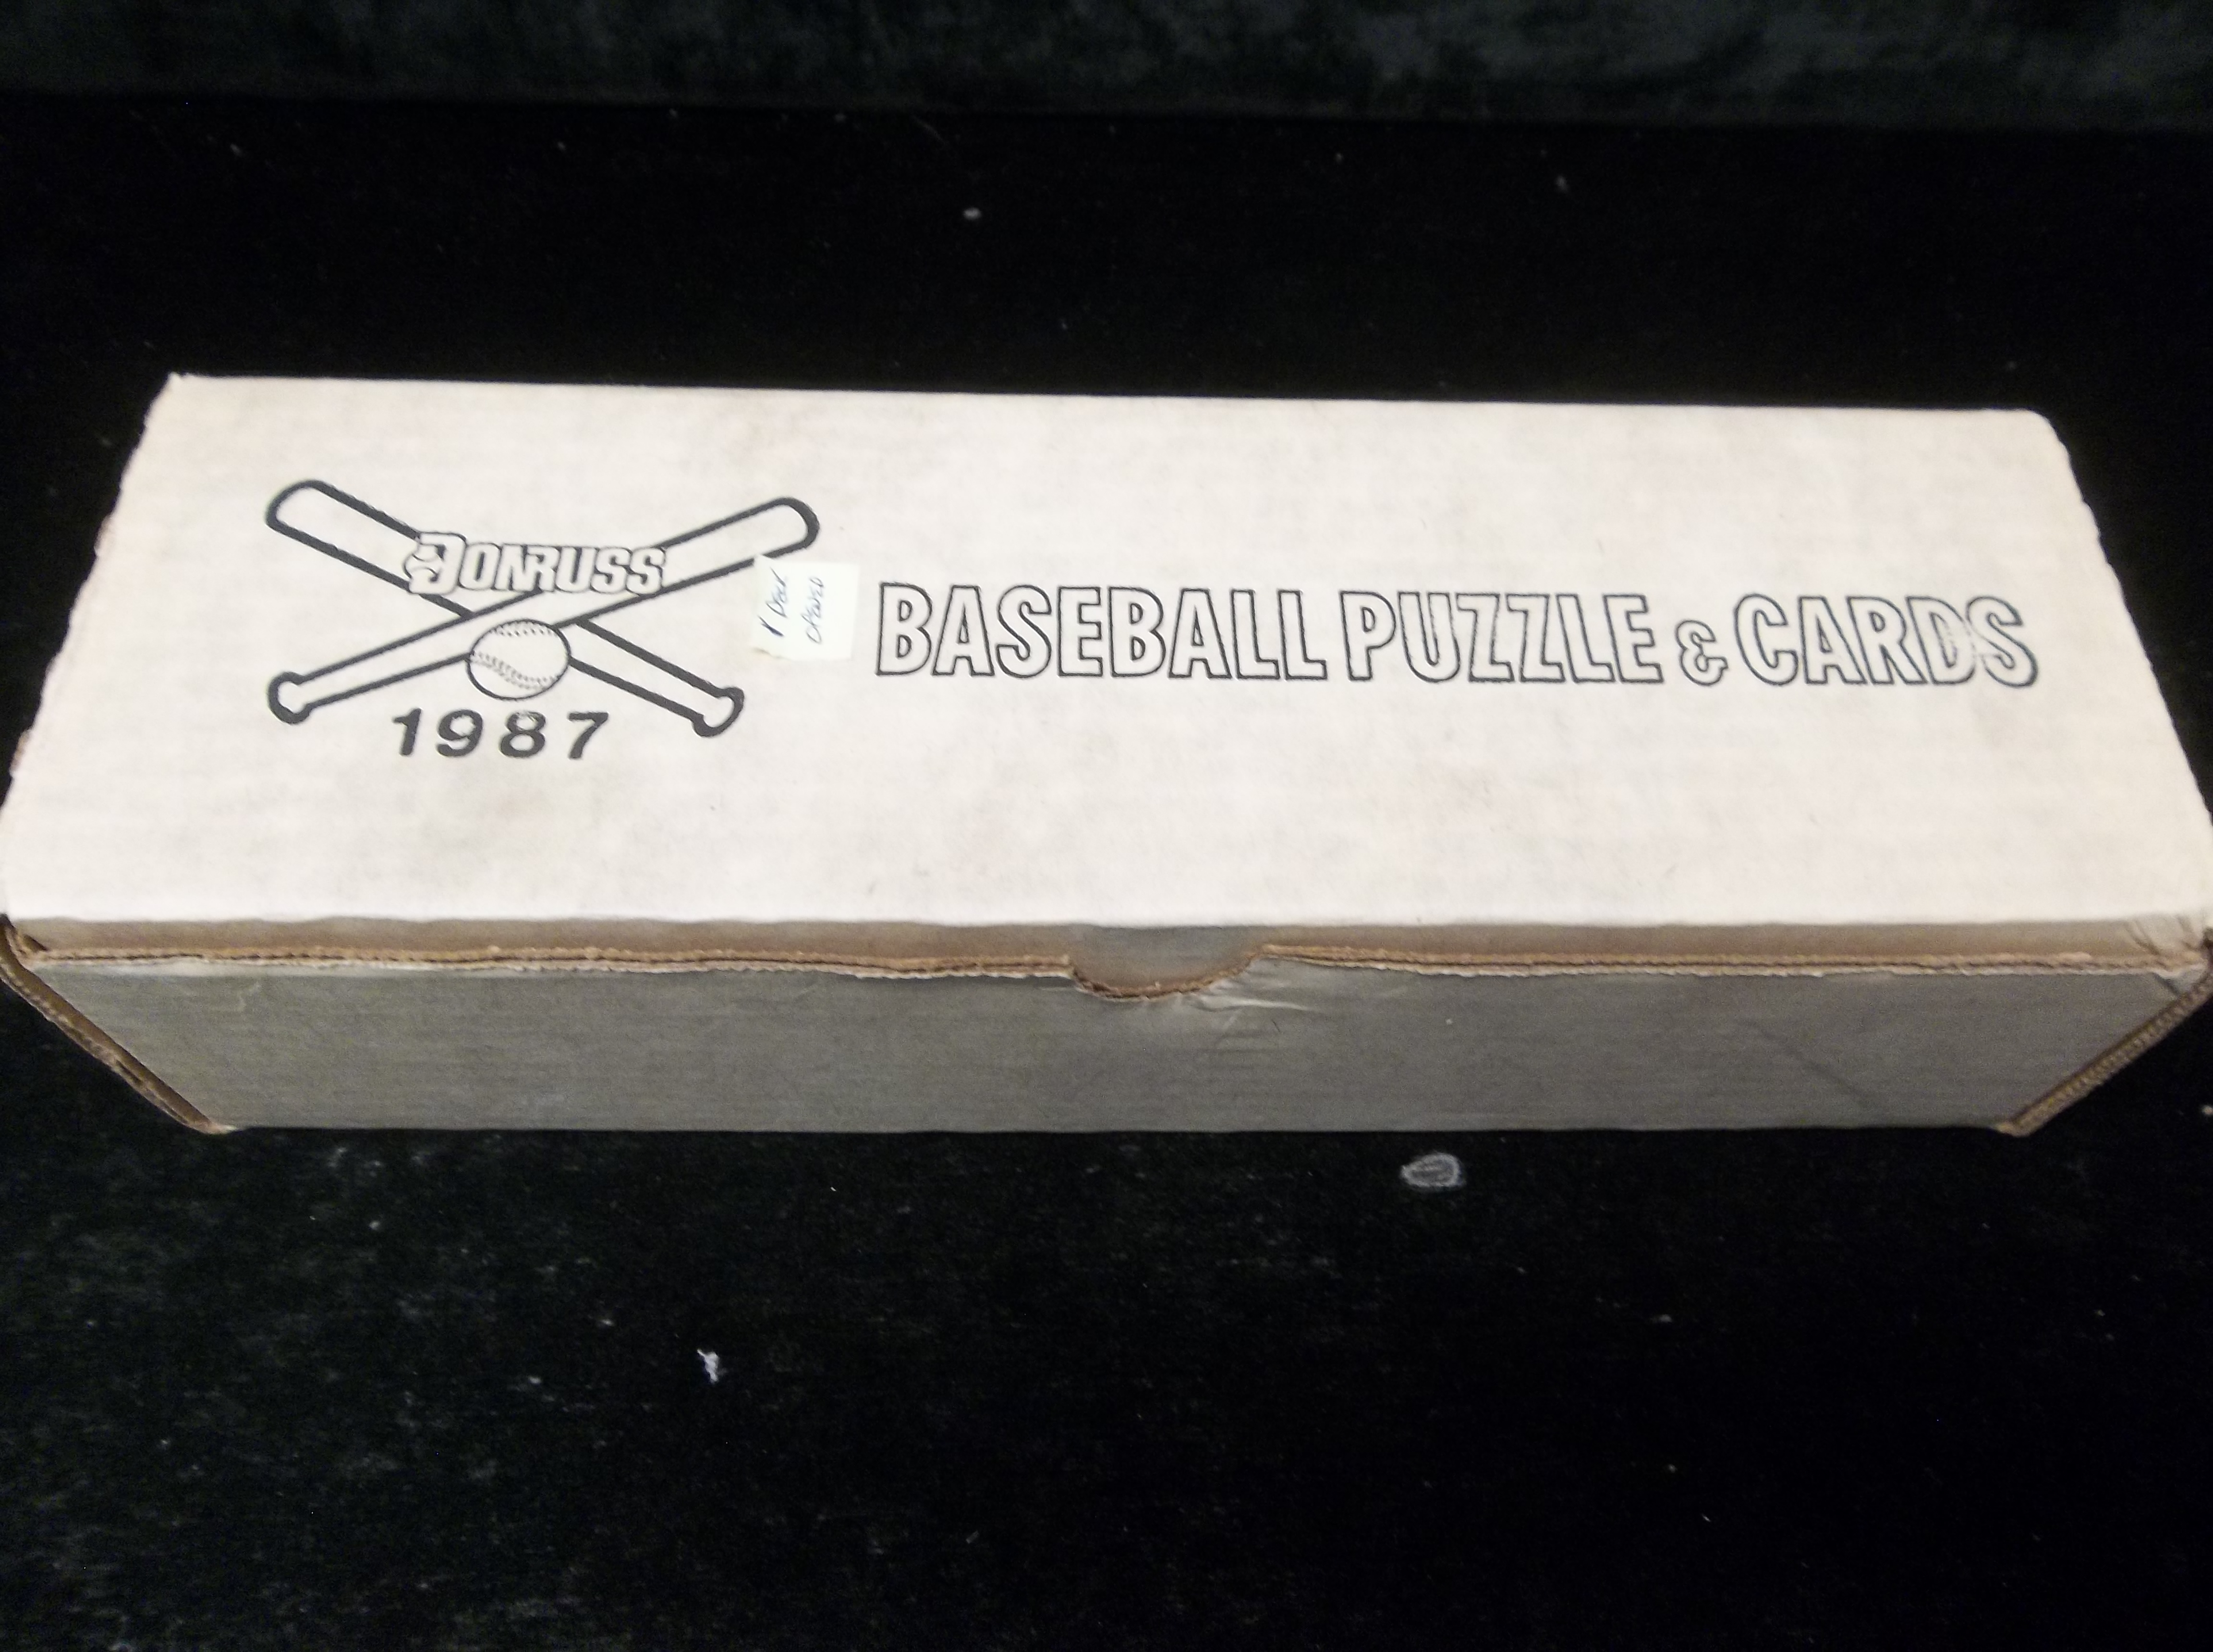 DONRUSS
1987
1 Pack
opened
BASEBALL PUZZLE & CARDS